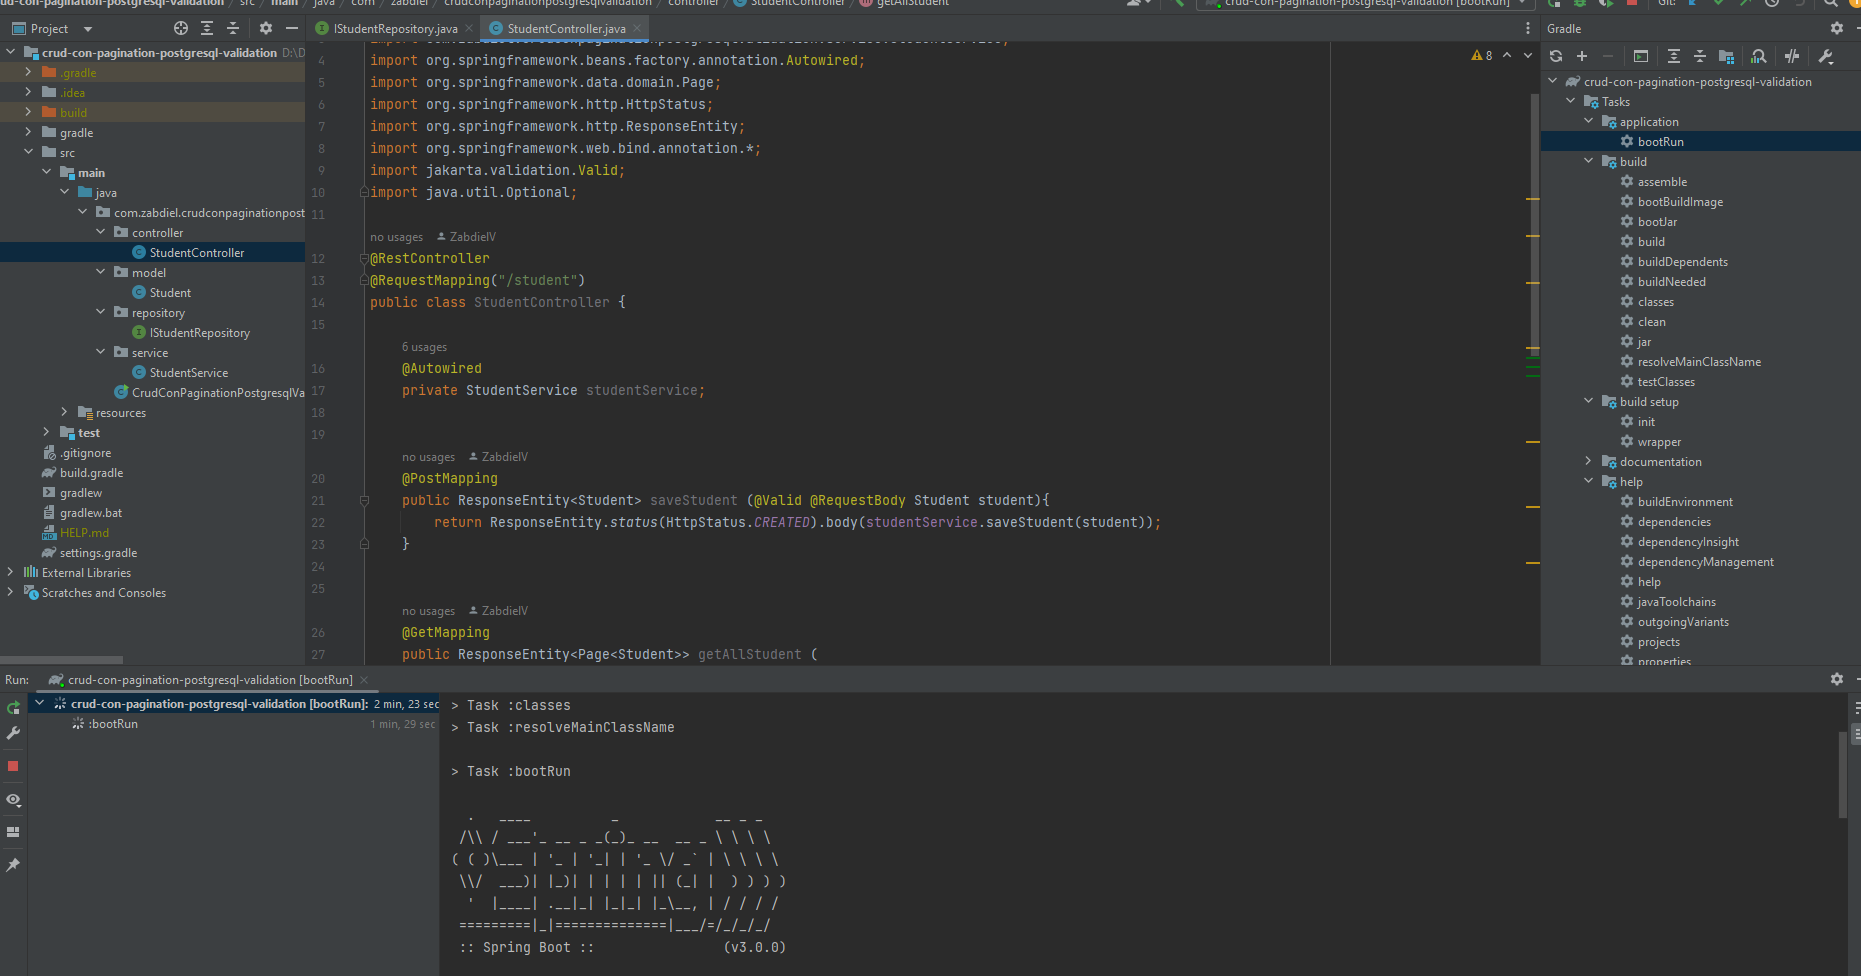 ud-con-pagination-postgresql-validation / src / main / java / com / zabdiel / crudconpaginationpostgresqlvalidation / controller / StudentController / getAllStudent
crud-con-pagination-postgresql-validation [bootRun]
Git:
Project
IStudentRepository.java
StudentController.java
Gradle
crud-con-pagination-postgresql-validation D:\D
.gradle
.idea
build
gradle
src
main
java
com.zabdiel.crudconpaginationpost
controller
StudentController
model
Student
repository
IStudentRepository
service
StudentService
CrudConPaginationPostgresqlVa
resources
test
.gitignore
build.gradle
gradlew
gradlew.bat
HELP.md
settings.gradle
External Libraries
Scratches and Consoles
8
4 import org.springframework.beans.factory.annotation.Autowired;
5 import org.springframework.data.domain.Page;
6 import org.springframework.http.HttpStatus;
7 import org.springframework.http.ResponseEntity;
8 import org.springframework.web.bind.annotation.*;
9 import jakarta.validation.Valid;
10 import java.util.Optional;
11
no usages ZabdielV
12 @RestController
13 @RequestMapping("/student")
14 public class StudentController {
15
6 usages
16 @Autowired
17 private StudentService studentService;
18
19
no usages ZabdielV
20 @PostMapping
21 public ResponseEntity<Student> saveStudent (@Valid @RequestBody Student student){
22 return ResponseEntity.status(HttpStatus.CREATED).body(studentService.saveStudent(student));
23 }
24
25
no usages ZabdielV
26 @GetMapping
27 public ResponseEntity<Page<Student>> getAllStudent (
crud-con-pagination-postgresql-validation
Tasks
application
bootRun
build
assemble
bootBuildImage
bootJar
build
buildDependents
buildNeeded
classes
clean
jar
resolveMainClassName
testClasses
build setup
init
wrapper
documentation
help
buildEnvironment
dependencies
dependencyInsight
dependencyManagement
help
javaToolchains
outgoingVariants
projects
properties
Run: crud-con-pagination-postgresql-validation [bootRun]
crud-con-pagination-postgresql-validation [bootRun]: 2 min, 23 sec
:bootRun 1 min, 29 sec
> Task :classes
> Task :resolveMainClassName
> Task :bootRun
  .   ____          _            __ _ _
 /\\ / ___'_ __ _ _(_)_ __  __ _ \ \ \ \
( ( )\___ | '_ | '_| | '_ \/ _` | \ \ \ \
 \\/  ___)| |_)| | | | | || (_| |  ) ) ) )
  '  |____| .__|_| |_|_| |_\__, | / / / /
 =========|_|==============|___/=/_/_/_/
 :: Spring Boot ::                (v3.0.0)